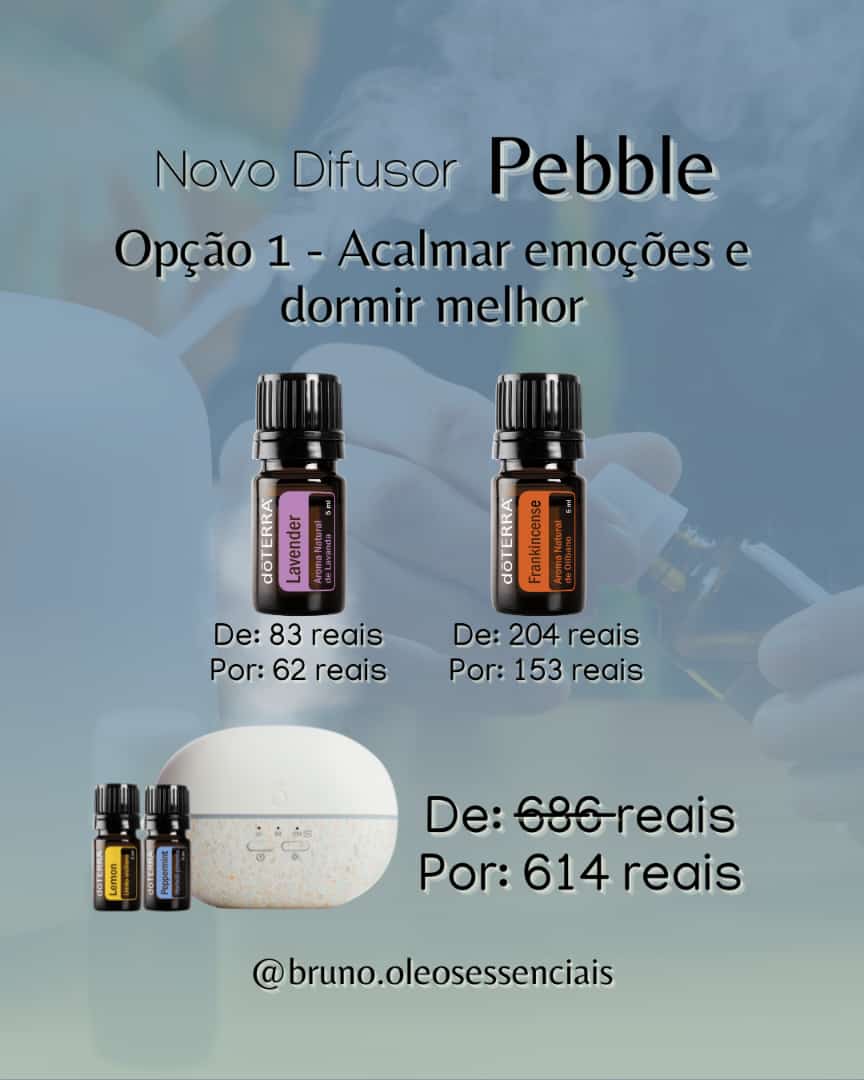 Novo Difusor Pebble
Opção 1 - Acalmar emoções e
dormir melhor
dōTERRA
Lavender
Aroma Natural
de Lavanda
5 ml
dōTERRA
Frankincense
Aroma Natural
de Olíbano
5 ml
De: 83 reais
Por: 62 reais
De: 204 reais
Por: 153 reais
dōTERRA
Lemon
dōTERRA
Peppermint
De: 686 reais
Por: 614 reais
@bruno.oleosessenciais